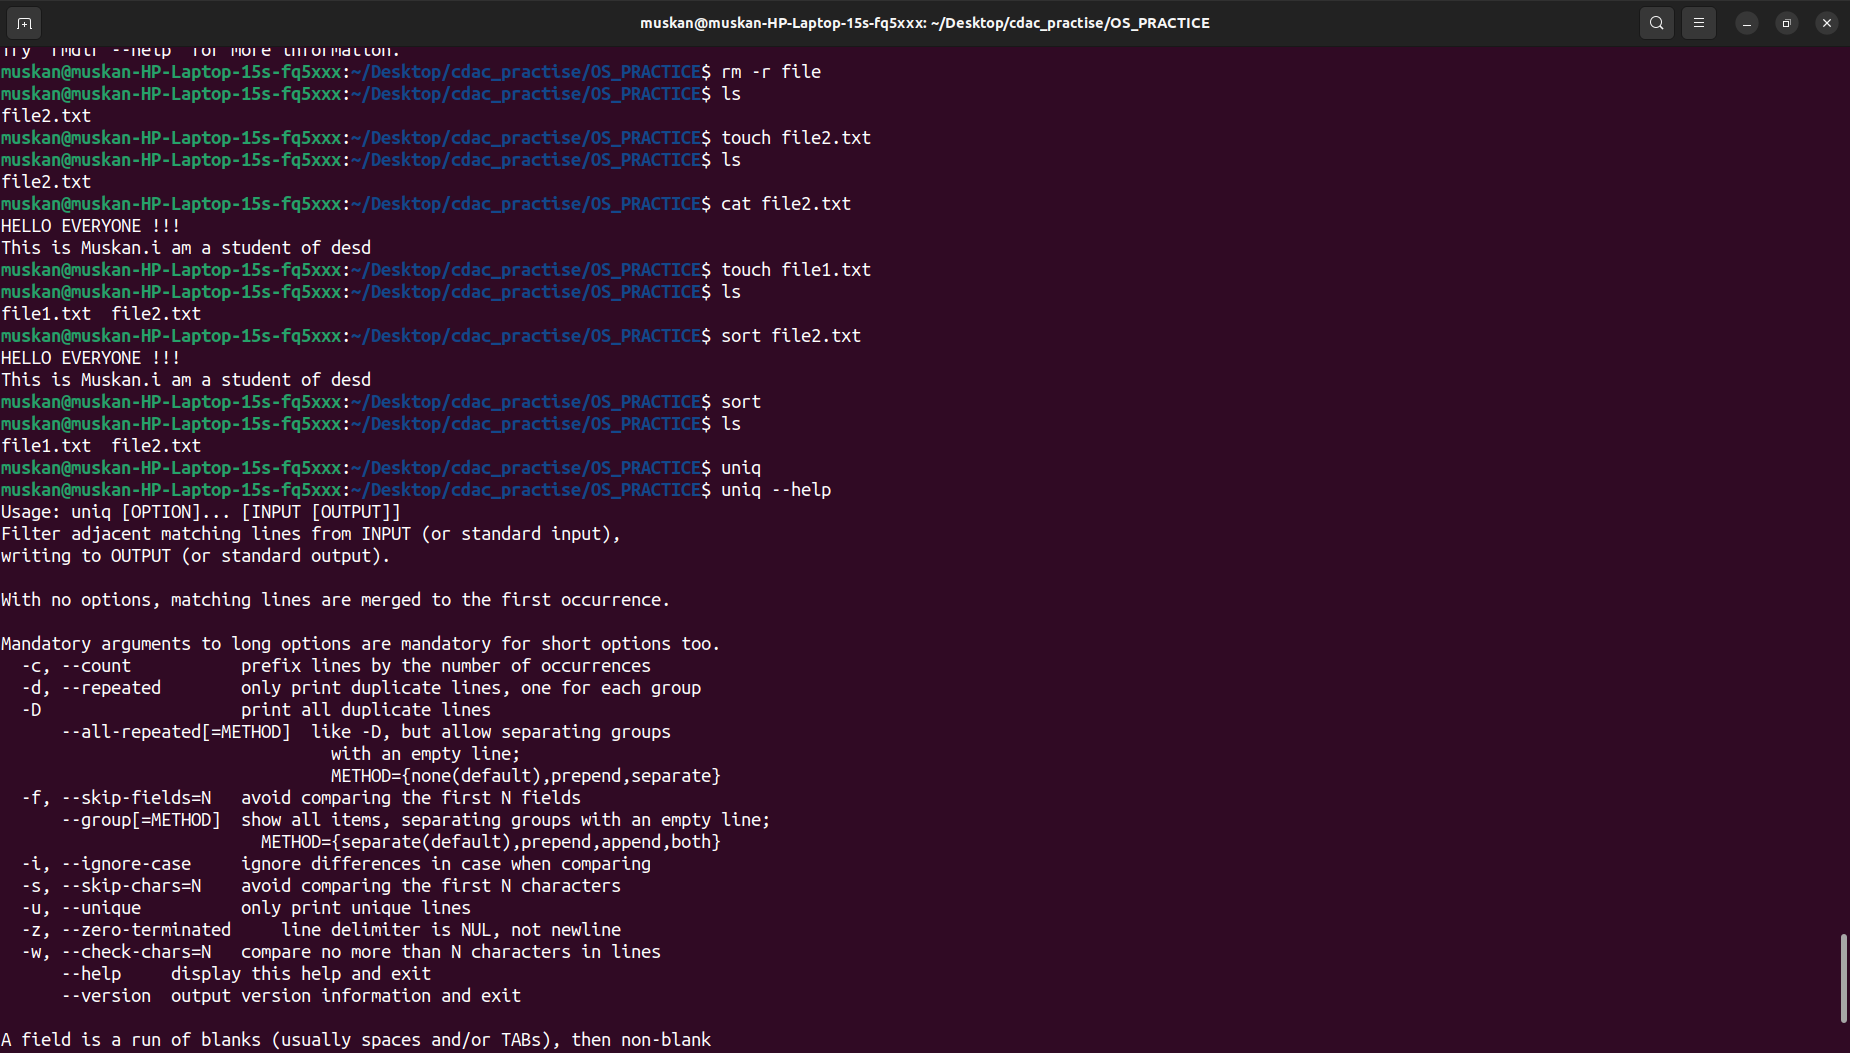 muskan@muskan-HP-Laptop-15s-fq5xxx: ~/Desktop/cdac_practise/OS_PRACTICE
Try 'rmdir --help' for more information.
muskan@muskan-HP-Laptop-15s-fq5xxx:~/Desktop/cdac_practise/OS_PRACTICE$ rm -r file
muskan@muskan-HP-Laptop-15s-fq5xxx:~/Desktop/cdac_practise/OS_PRACTICE$ ls
file2.txt
muskan@muskan-HP-Laptop-15s-fq5xxx:~/Desktop/cdac_practise/OS_PRACTICE$ touch file2.txt
muskan@muskan-HP-Laptop-15s-fq5xxx:~/Desktop/cdac_practise/OS_PRACTICE$ ls
file2.txt
muskan@muskan-HP-Laptop-15s-fq5xxx:~/Desktop/cdac_practise/OS_PRACTICE$ cat file2.txt
HELLO EVERYONE !!!
This is Muskan.i am a student of desd
muskan@muskan-HP-Laptop-15s-fq5xxx:~/Desktop/cdac_practise/OS_PRACTICE$ touch file1.txt
muskan@muskan-HP-Laptop-15s-fq5xxx:~/Desktop/cdac_practise/OS_PRACTICE$ ls
file1.txt  file2.txt
muskan@muskan-HP-Laptop-15s-fq5xxx:~/Desktop/cdac_practise/OS_PRACTICE$ sort file2.txt
HELLO EVERYONE !!!
This is Muskan.i am a student of desd
muskan@muskan-HP-Laptop-15s-fq5xxx:~/Desktop/cdac_practise/OS_PRACTICE$ sort
muskan@muskan-HP-Laptop-15s-fq5xxx:~/Desktop/cdac_practise/OS_PRACTICE$ ls
file1.txt  file2.txt
muskan@muskan-HP-Laptop-15s-fq5xxx:~/Desktop/cdac_practise/OS_PRACTICE$ uniq
muskan@muskan-HP-Laptop-15s-fq5xxx:~/Desktop/cdac_practise/OS_PRACTICE$ uniq --help
Usage: uniq [OPTION]... [INPUT [OUTPUT]]
Filter adjacent matching lines from INPUT (or standard input),
writing to OUTPUT (or standard output).

With no options, matching lines are merged to the first occurrence.

Mandatory arguments to long options are mandatory for short options too.
  -c, --count           prefix lines by the number of occurrences
  -d, --repeated        only print duplicate lines, one for each group
  -D                    print all duplicate lines
      --all-repeated[=METHOD]  like -D, but allow separating groups
                                 with an empty line;
                                 METHOD={none(default),prepend,separate}
  -f, --skip-fields=N   avoid comparing the first N fields
      --group[=METHOD]  show all items, separating groups with an empty line;
                          METHOD={separate(default),prepend,append,both}
  -i, --ignore-case     ignore differences in case when comparing
  -s, --skip-chars=N    avoid comparing the first N characters
  -u, --unique          only print unique lines
  -z, --zero-terminated     line delimiter is NUL, not newline
  -w, --check-chars=N   compare no more than N characters in lines
      --help     display this help and exit
      --version  output version information and exit

A field is a run of blanks (usually spaces and/or TABs), then non-blank